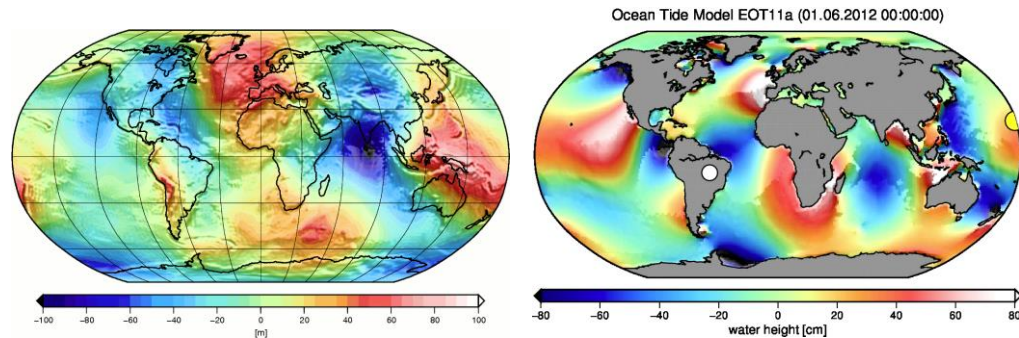 Ocean Tide Model EOT11a (01.06.2012 00:00:00)
−100 −80 −60 −40 −20 0 20 40 60 80 100
[m]
−80 −60 −40 −20 0 20 40 60 80
water height [cm]